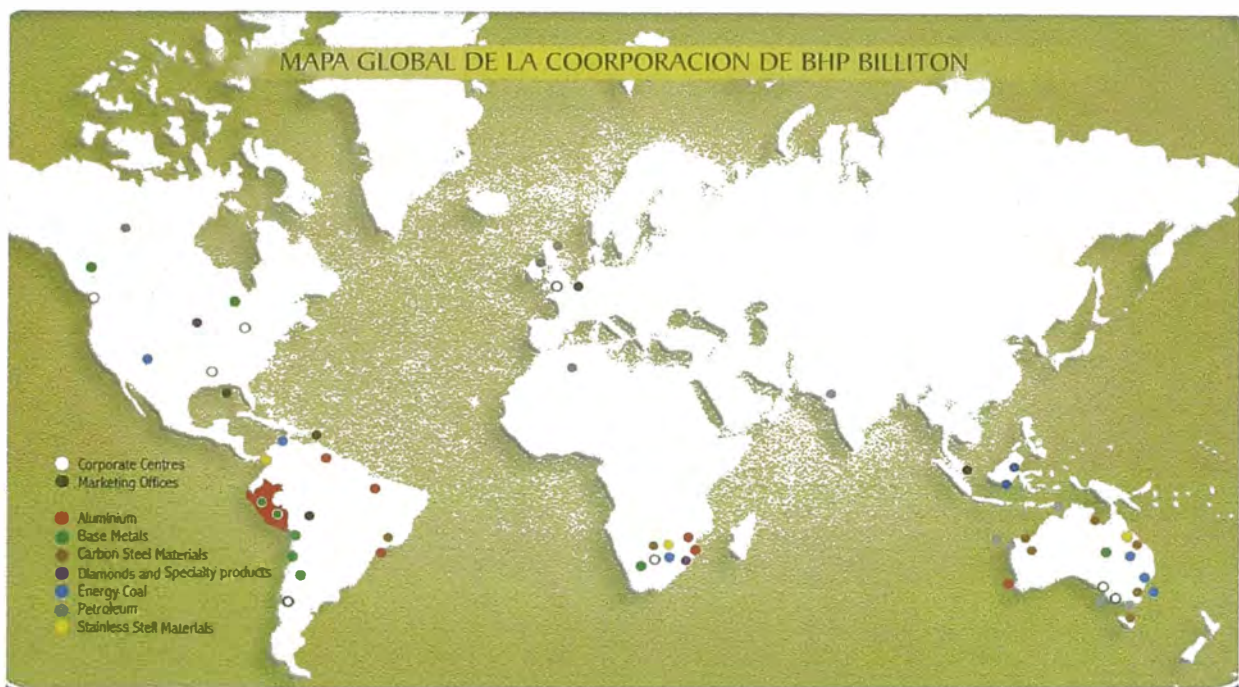 MAPA GLOBAL DE LA COORPORACION DE BHP BILLITON
Corporate Centres
Marketing Offices
Aluminium
Base Metals
Carbon Steel Materials
Diamonds and Specialty products
Energy Coal
Petroleum
Stainless Stell Materials